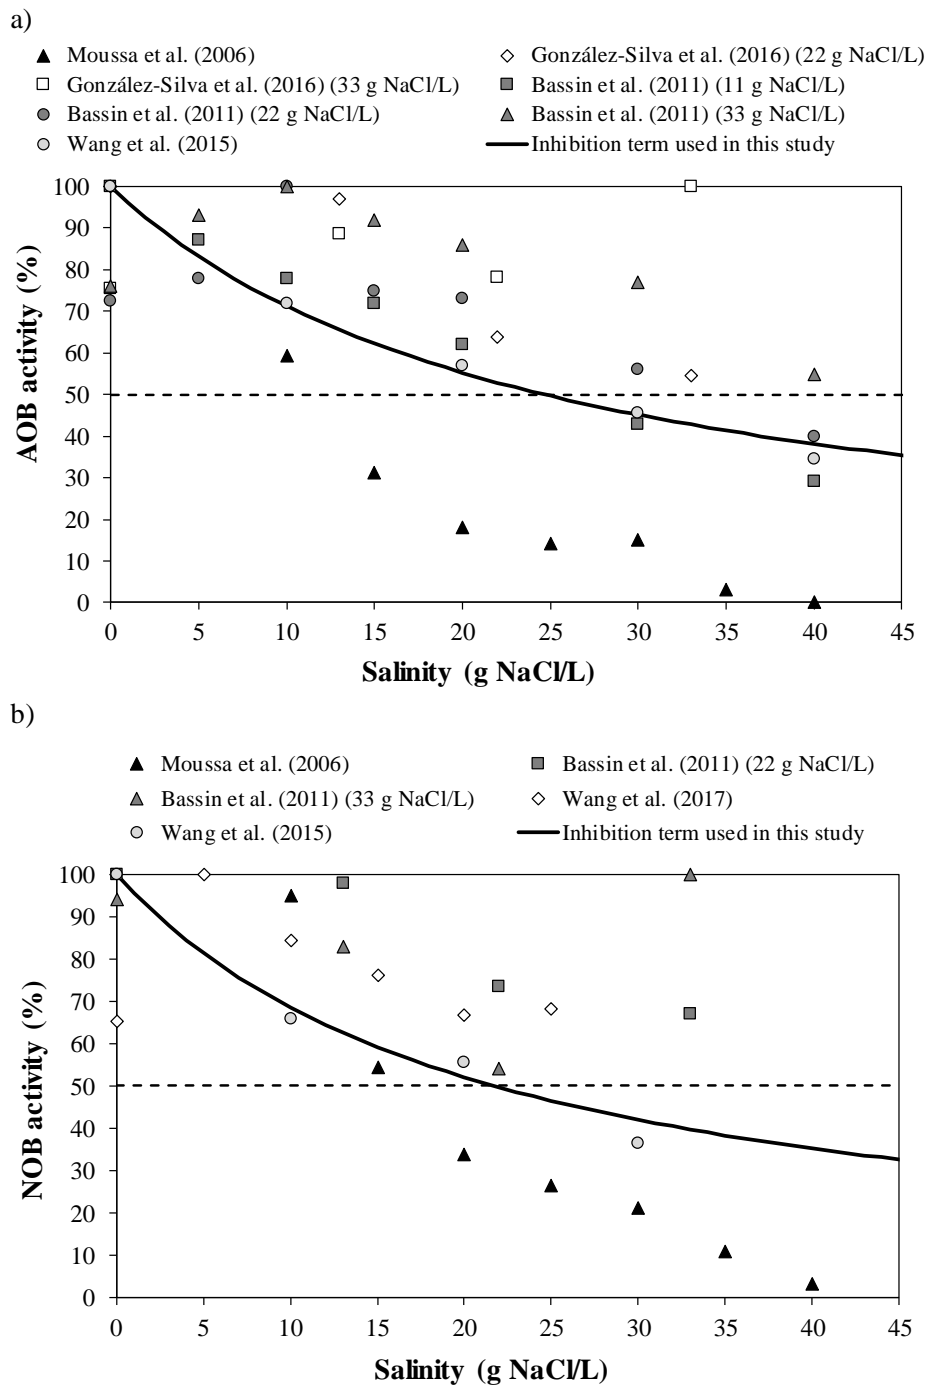 a)
Moussa et al. (2006)
González-Silva et al. (2016) (22 g NaCl/L)
González-Silva et al. (2016) (33 g NaCl/L)
Bassin et al. (2011) (11 g NaCl/L)
Bassin et al. (2011) (22 g NaCl/L)
Bassin et al. (2011) (33 g NaCl/L)
Wang et al. (2015)
Inhibition term used in this study
AOB activity (%)
100
90
80
70
60
50
40
30
20
10
0
0 5 10 15 20 25 30 35 40 45
Salinity (g NaCl/L)
b)
Moussa et al. (2006)
Bassin et al. (2011) (22 g NaCl/L)
Bassin et al. (2011) (33 g NaCl/L)
Wang et al. (2017)
Wang et al. (2015)
Inhibition term used in this study
NOB activity (%)
100
90
80
70
60
50
40
30
20
10
0
0 5 10 15 20 25 30 35 40 45
Salinity (g NaCl/L)